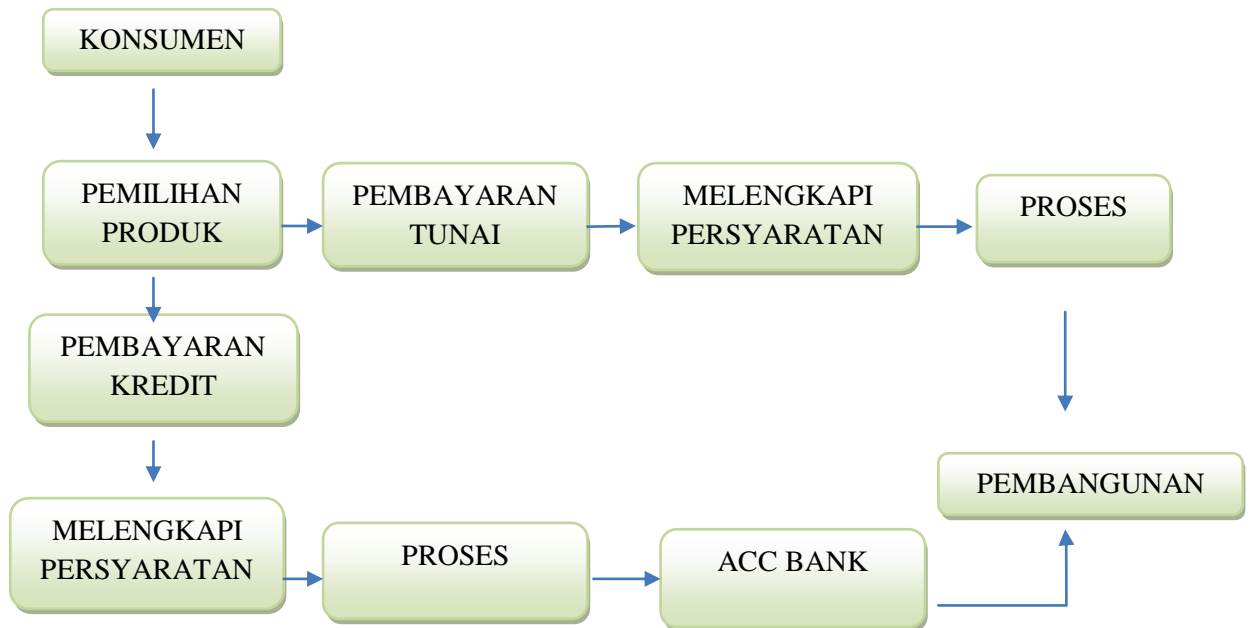 KONSUMEN
PEMILIHAN
PRODUK
PEMBAYARAN
TUNAI
MELENGKAPI
PERSYARATAN
PROSES
PEMBAYARAN
KREDIT
PEMBANGUNAN
MELENGKAPI
PERSYARATAN
PROSES
ACC BANK